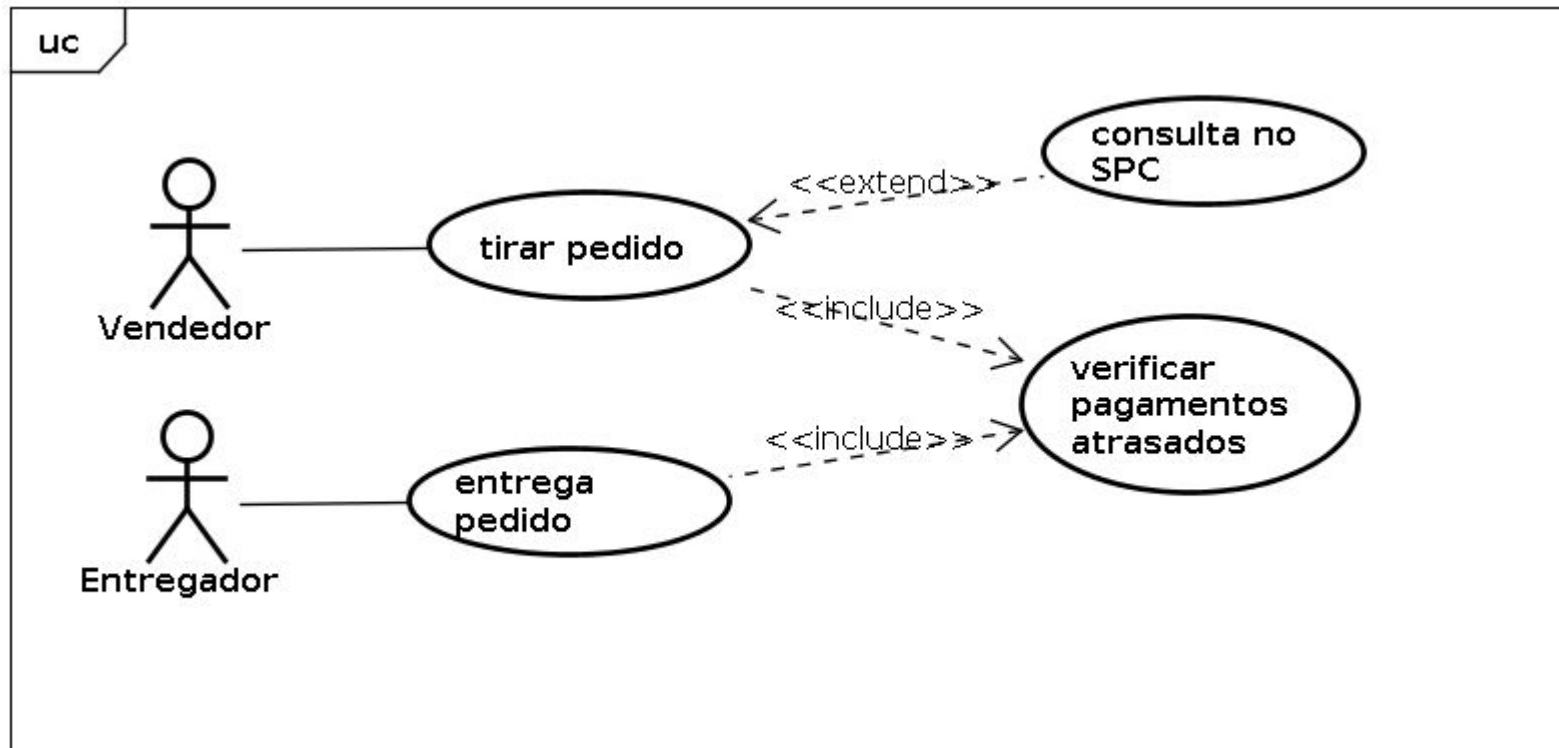 uc
consulta no
SPC
<<extend>>
tirar pedido
<<include>>
Vendedor
verificar
pagamentos
atrasados
<<include>>
entrega
pedido
Entregador